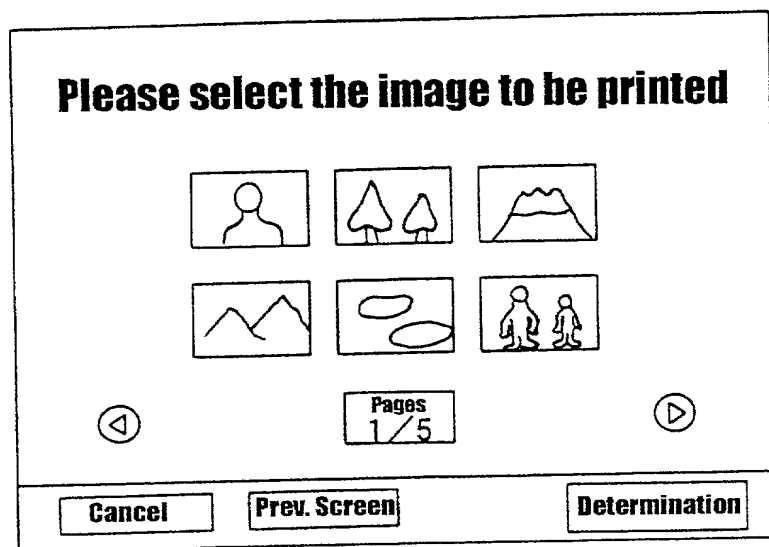 Please select the image to be printed
Pages
1/5
Cancel
Prev. Screen
Determination